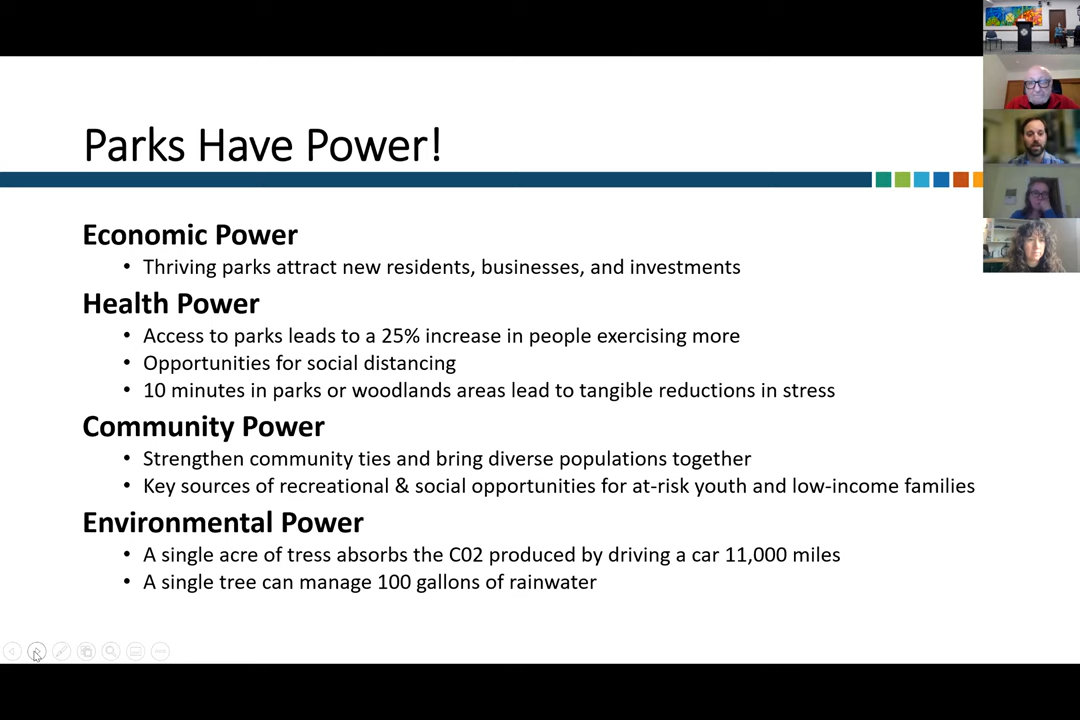 Parks Have Power!
Economic Power
• Thriving parks attract new residents, businesses, and investments
Health Power
• Access to parks leads to a 25% increase in people exercising more
• Opportunities for social distancing
• 10 minutes in parks or woodlands areas lead to tangible reductions in stress
Community Power
• Strengthen community ties and bring diverse populations together
• Key sources of recreational & social opportunities for at-risk youth and low-income families
Environmental Power
• A single acre of tress absorbs the C02 produced by driving a car 11,000 miles
• A single tree can manage 100 gallons of rainwater